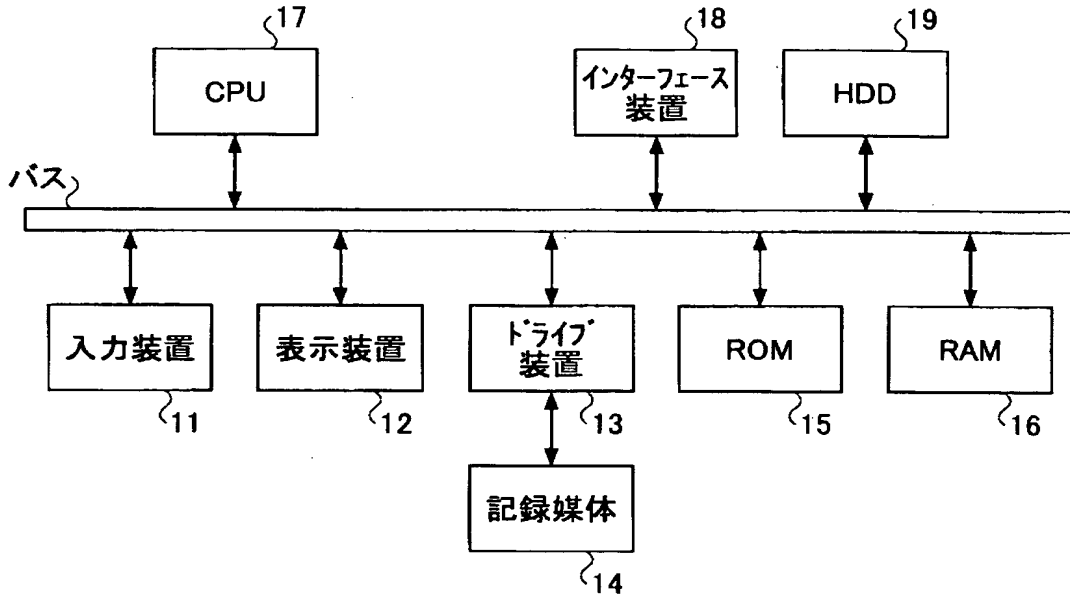 17
18
19
CPU
インターフェース
装置
HDD
バス
入力装置
表示装置
ドライブ
装置
ROM
RAM
11
12
13
15
16
記録媒体
14